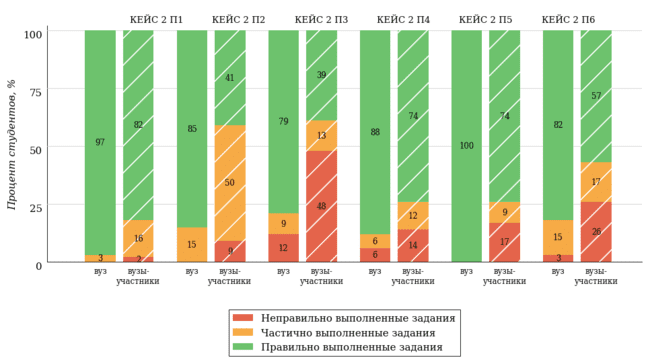 КЕЙС 2 П1 КЕЙС 2 П2 КЕЙС 2 П3 КЕЙС 2 П4 КЕЙС 2 П5 КЕЙС 2 П6
Процент студентов, %
100
75
50
25
0
97 3
82 16 2
85 15
41 50 9
79 9 12
39 13 48
88 6 6
74 12 14
100
74 9 17
82 15 3
57 17 26
вуз вузы- вуз вузы- вуз вузы- вуз вузы- вуз вузы- вуз вузы-
участники участники участники участники участники участники
Неправильно выполненные задания
Частично выполненные задания
Правильно выполненные задания